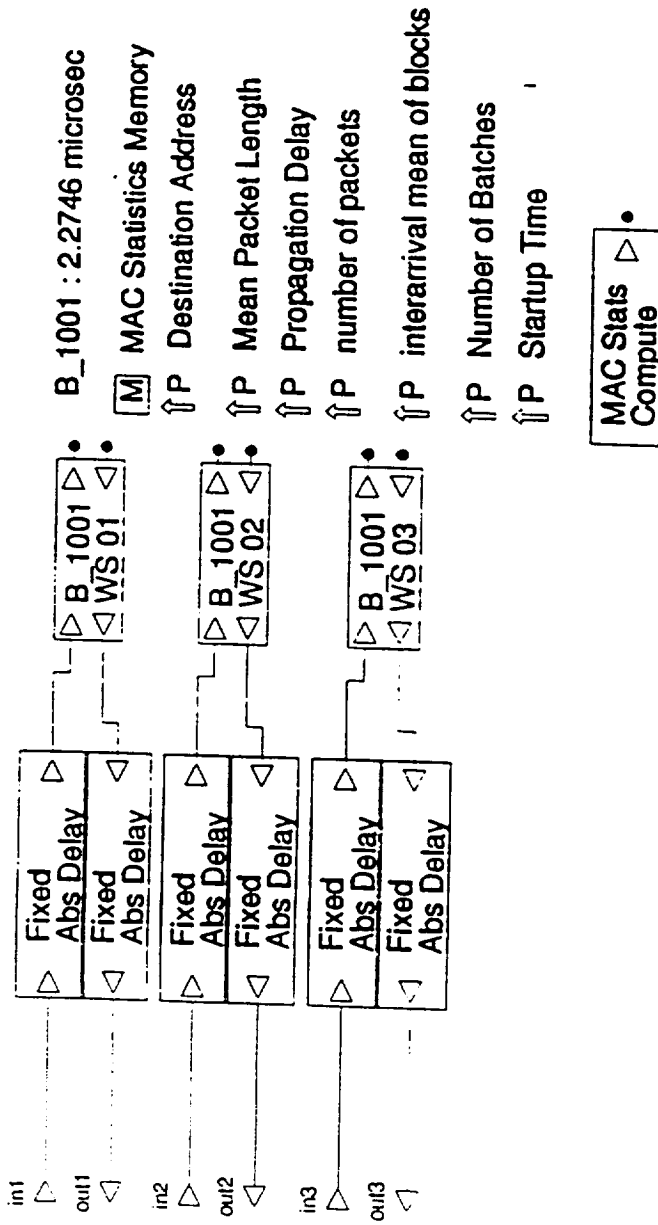 in1
out1
in2
out2
in3
out3
Fixed
Abs Delay
Fixed
Abs Delay
Fixed
Abs Delay
Fixed
Abs Delay
Fixed
Abs Delay
Fixed
Abs Delay
B_1001
WS 01
B_1001
WS 02
B_1001
WS 03
B_1001 : 2.2746 microsec
M MAC Statistics Memory
⇑P Destination Address
⇑P Mean Packet Length
⇑P Propagation Delay
⇑P number of packets
⇑P interarrival mean of blocks
⇑P Number of Batches
⇑P Startup Time
MAC Stats
Compute